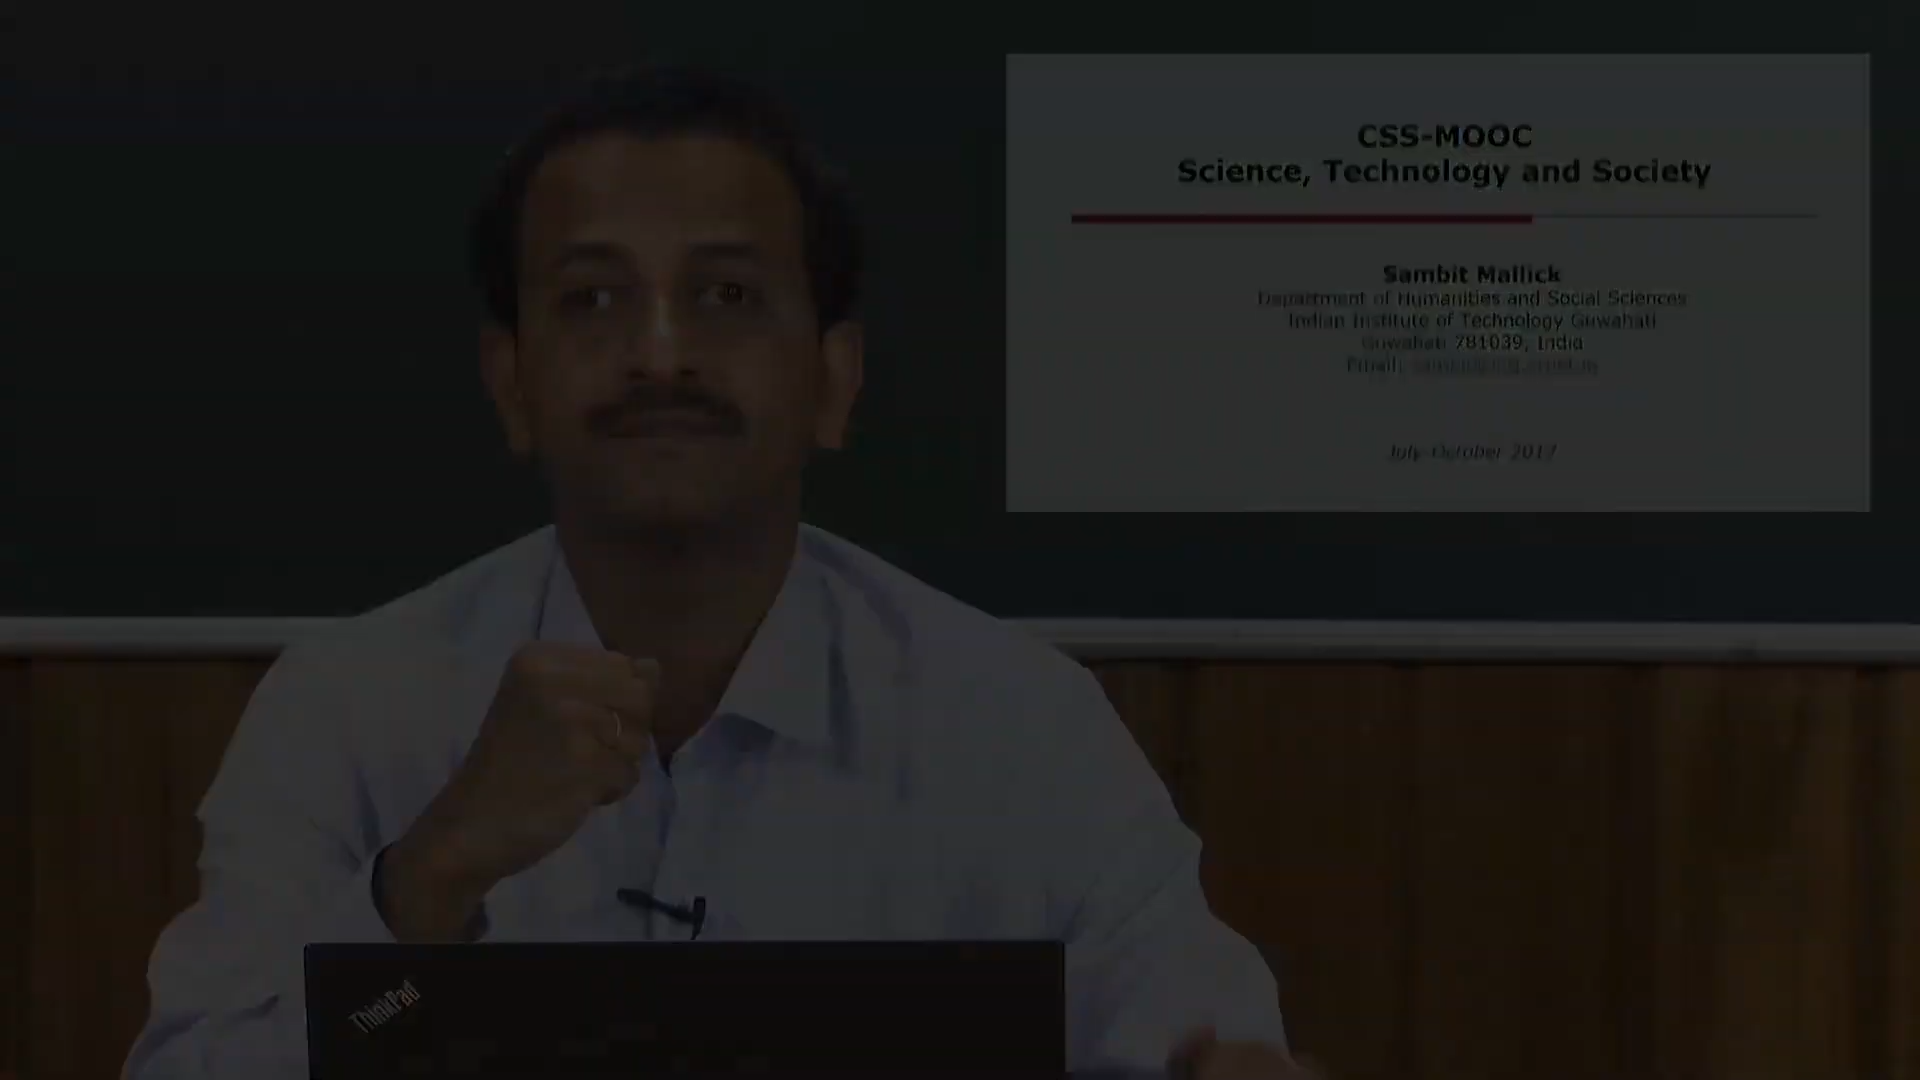 CSS-MOOC
Science, Technology and Society
Sambit Mallick
Department of Humanities and Social Sciences
Indian Institute of Technology Guwahati
Guwahati 781039, India
Email:
July-October 2017
ThinkPad